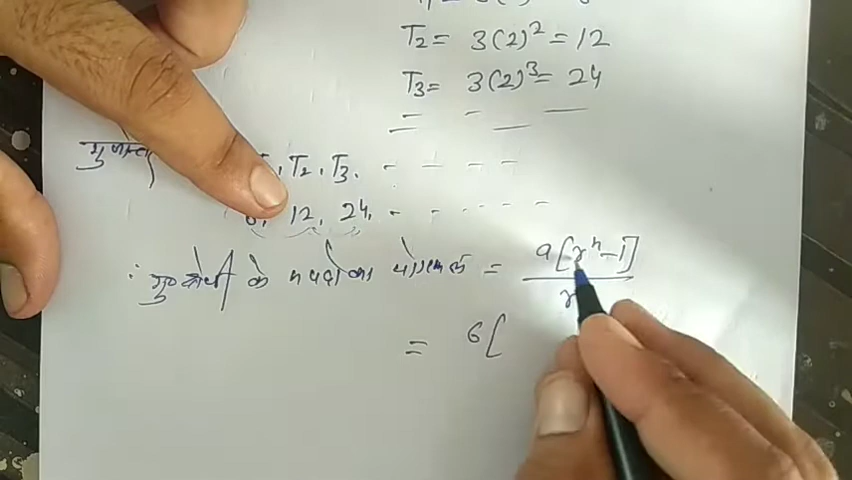 T₂ = 3(2)² = 12
T₃ = 3(2)³ = 24
T₂, T₃, - - - -
12, 24, - - - -
∴ गुणश्रेणी के n पदों का योगफल = a[rⁿ-1] / r
= 6[